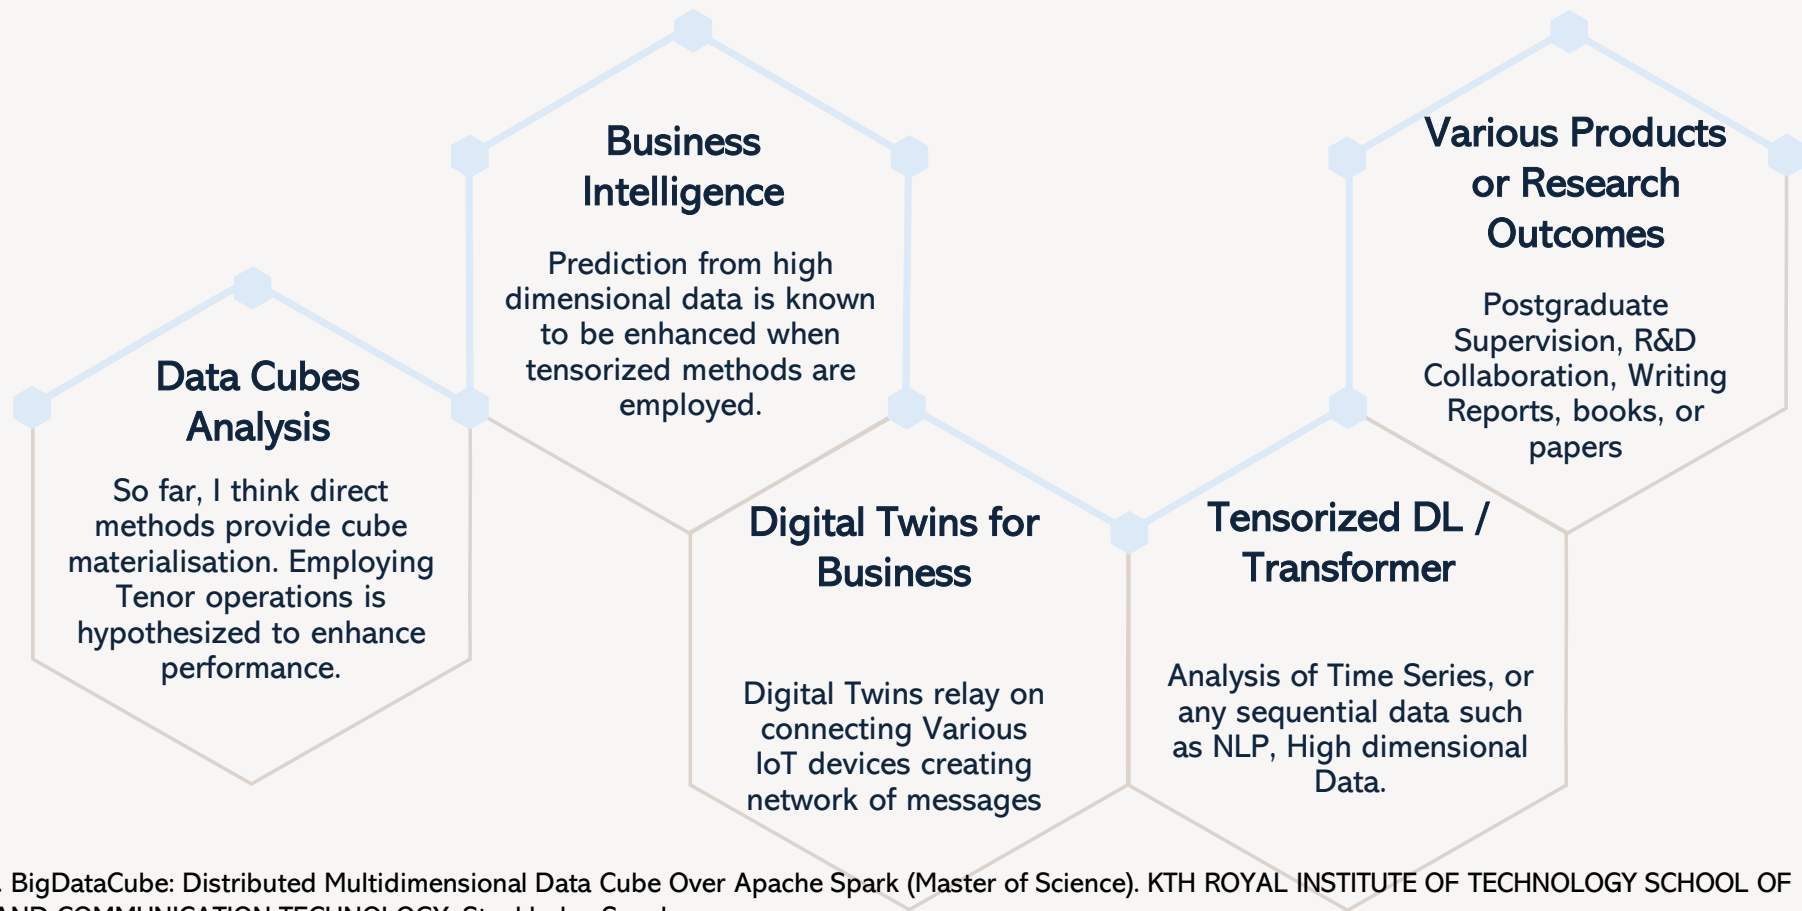 Data Cubes
Analysis
So far, I think direct
methods provide cube
materialisation. Employing
Tenor operations is
hypothesized to enhance
performance.
Business
Intelligence
Prediction from high
dimensional data is known
to be enhanced when
tensorized methods are
employed.
Digital Twins for
Business
Digital Twins relay on
connecting Various
IoT devices creating
network of messages
Tensorized DL /
Transformer
Analysis of Time Series, or
any sequential data such
as NLP, High dimensional
Data.
Various Products
or Research
Outcomes
Postgraduate
Supervision, R&D
Collaboration, Writing
Reports, books, or
papers
. BigDataCube: Distributed Multidimensional Data Cube Over Apache Spark (Master of Science). KTH ROYAL INSTITUTE OF TECHNOLOGY SCHOOL OF
AND COMMUNICATION TECHNOLOGY